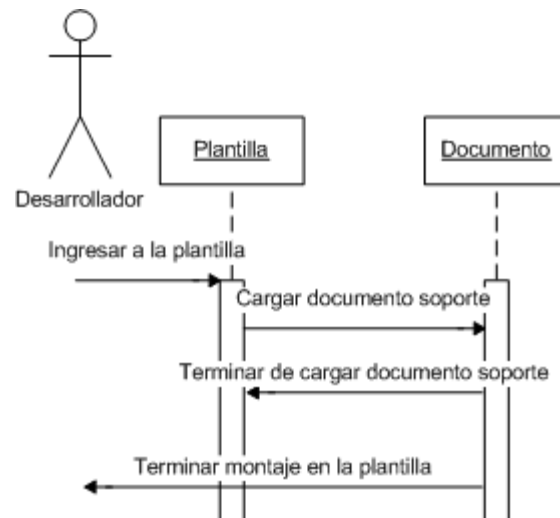 Plantilla
Documento
Desarrollador
Ingresar a la plantilla
Cargar documento soporte
Terminar de cargar documento soporte
Terminar montaje en la plantilla